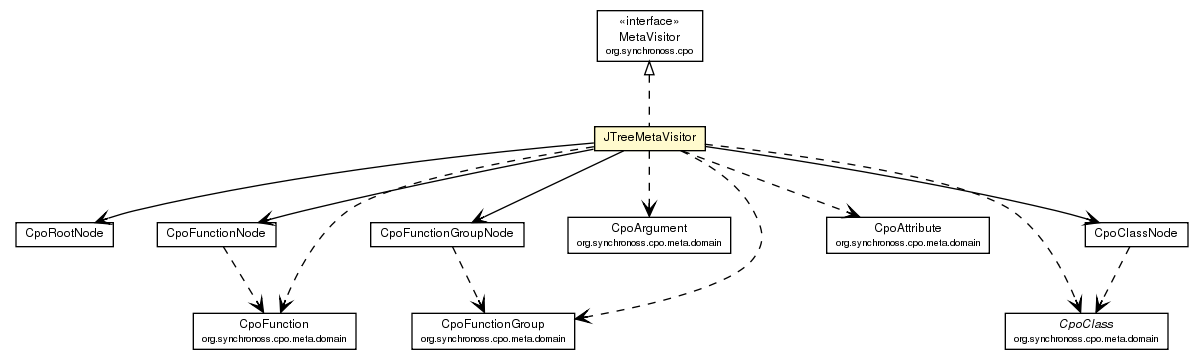 «interface»
MetaVisitor
org.synchronoss.cpo
JTreeMetaVisitor
CpoRootNode
CpoFunctionNode
CpoFunctionGroupNode
CpoArgument
org.synchronoss.cpo.meta.domain
CpoAttribute
org.synchronoss.cpo.meta.domain
CpoClassNode
CpoFunction
org.synchronoss.cpo.meta.domain
CpoFunctionGroup
org.synchronoss.cpo.meta.domain
CpoClass
org.synchronoss.cpo.meta.domain